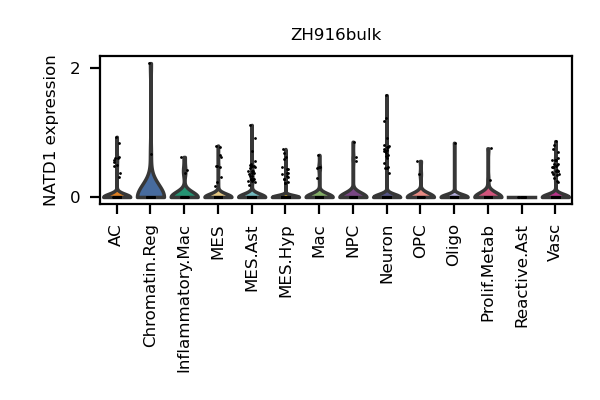 ZH916bulk
NATD1 expression
2
0
AC
Chromatin.Reg
Inflammatory.Mac
MES
MES.Ast
MES.Hyp
Mac
NPC
Neuron
OPC
Oligo
Prolif.Metab
Reactive.Ast
Vasc